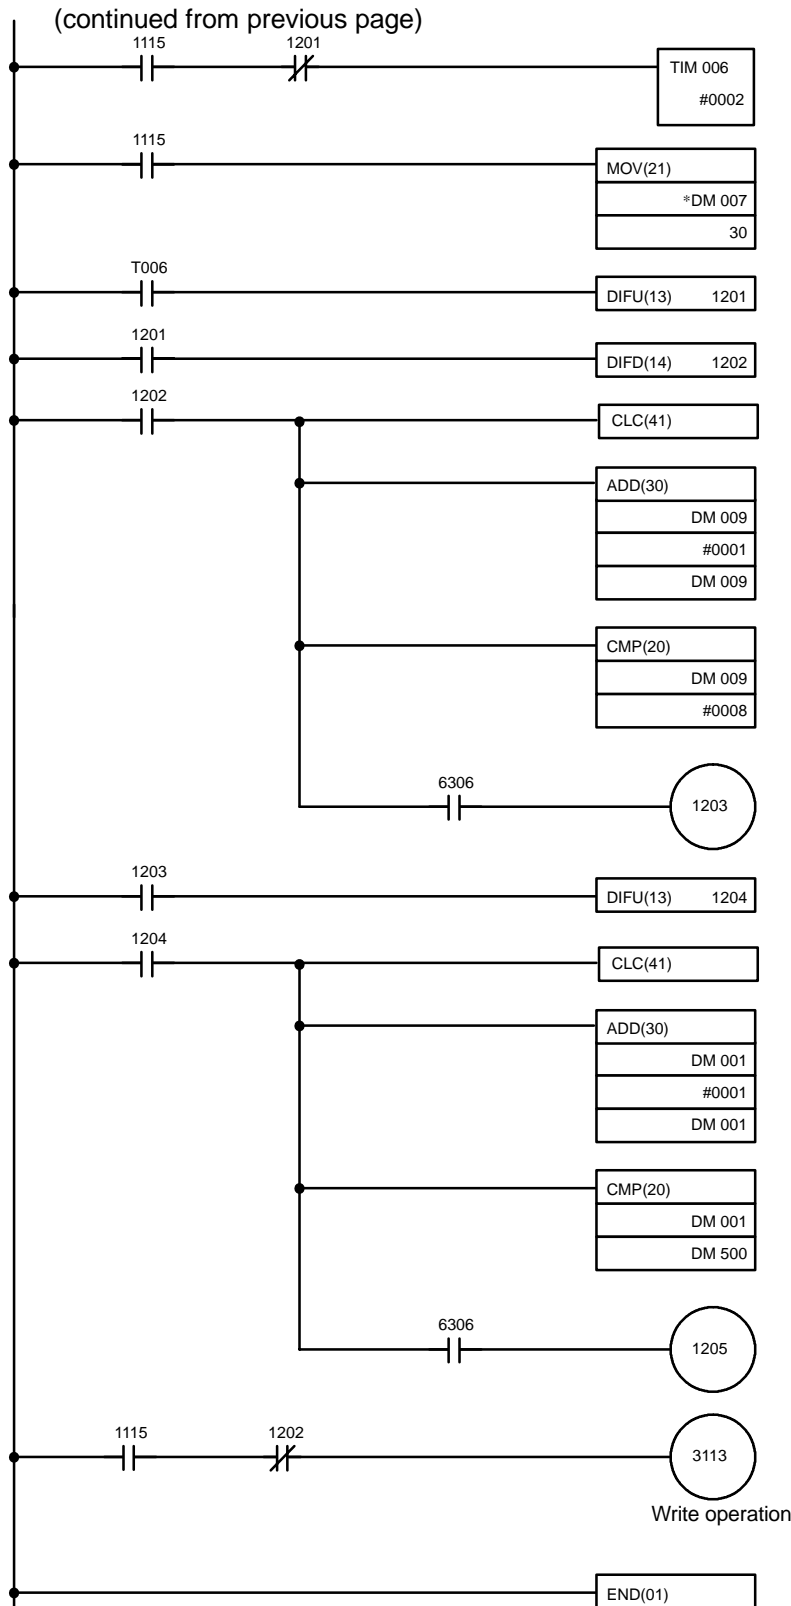 (continued from previous page)
1115 1201
TIM 006
#0002
1115
MOV(21)
*DM 007
30
T006
DIFU(13) 1201
1201
DIFD(14) 1202
1202
CLC(41)
ADD(30)
DM 009
#0001
DM 009
CMP(20)
DM 009
#0008
6306
1203
1203
DIFU(13) 1204
1204
CLC(41)
ADD(30)
DM 001
#0001
DM 001
CMP(20)
DM 001
DM 500
6306
1205
1115 1202
3113
Write operation
END(01)